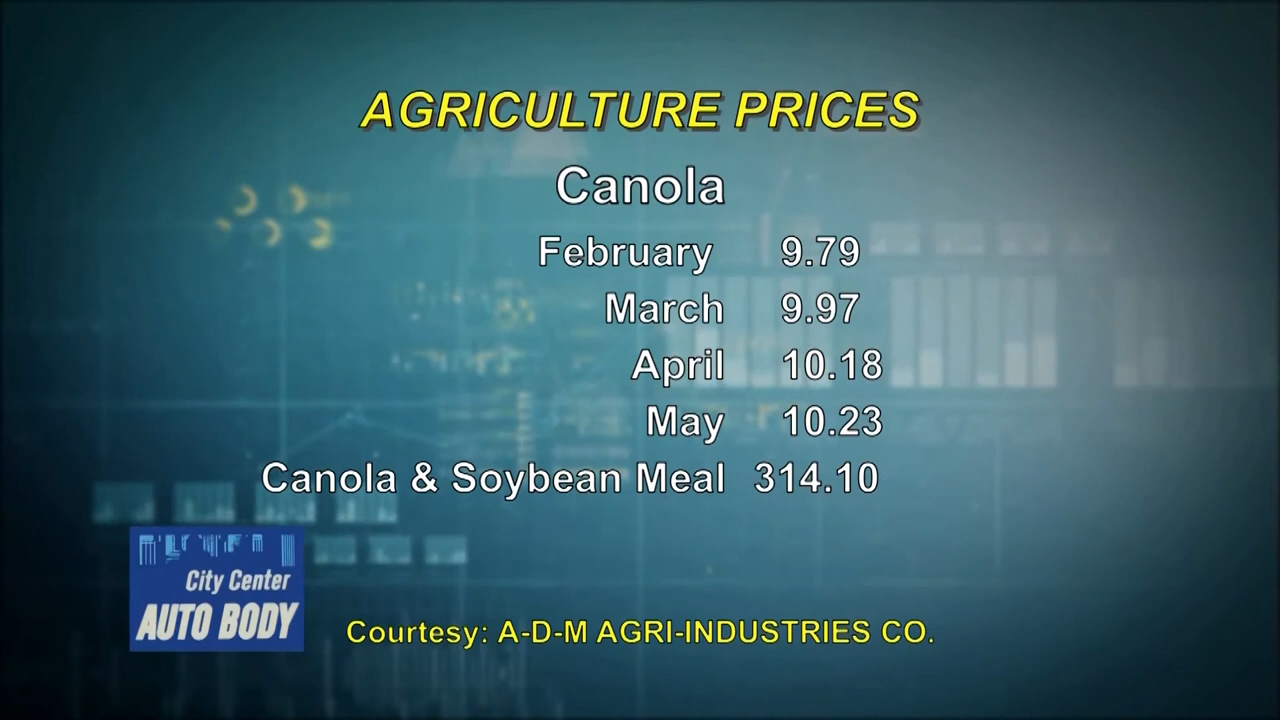 AGRICULTURE PRICES
Canola
February 9.79
March 9.97
April 10.18
May 10.23
Canola & Soybean Meal 314.10
City Center
AUTO BODY
Courtesy: A-D-M AGRI-INDUSTRIES CO.